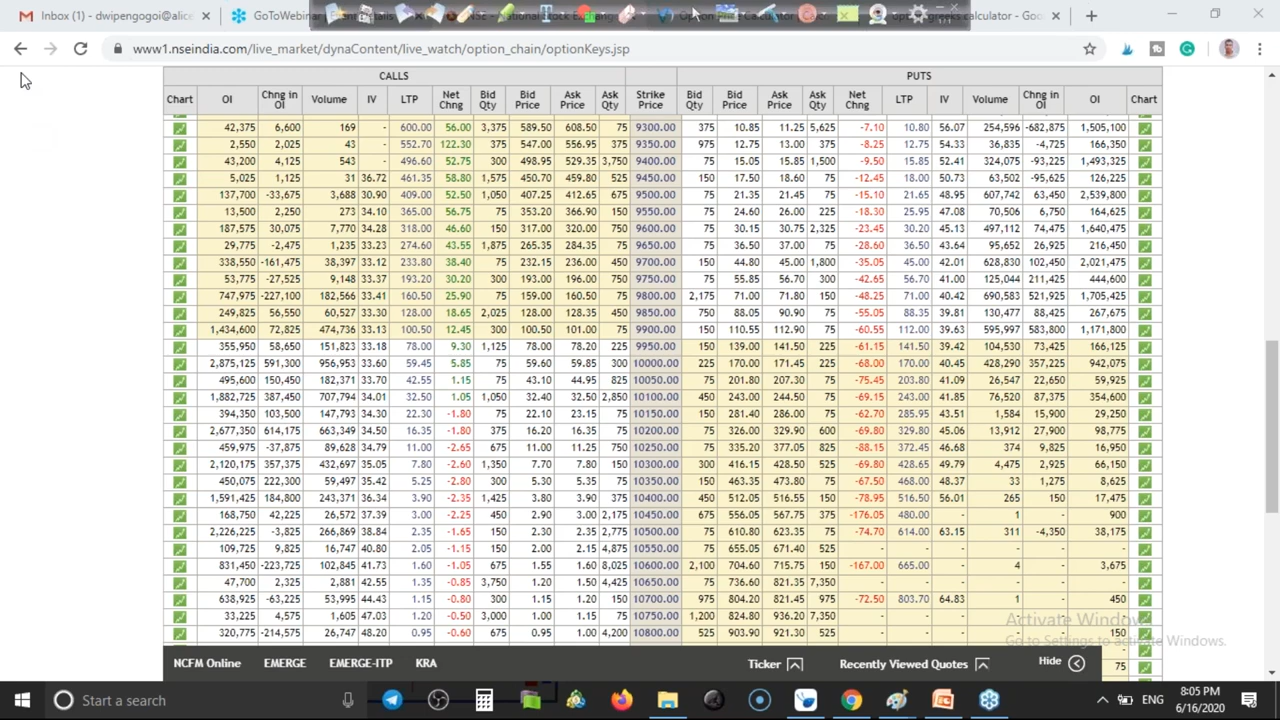 Inbox (16) - dwipengogoi@alice
GoToWebinar
www1.nseindia.com/live_market/dynaContent/live_watch/option_chain/optionKeys.jsp
CALLS PUTS
Chart OI Chng in OI Volume IV LTP Net Chng Bid Qty Bid Price Ask Price Ask Qty Strike Price Bid Qty Bid Price Ask Price Ask Qty Net Chng LTP IV Volume Chng in OI OI Chart
42,375 6,600 169 - 600.00 56.00 3,375 589.50 608.50 75 9300.00 375 10.85 11.25 5,625 -7.10 10.80 56.07 254,596 -682,875 1,505,100
2,550 2,025 43 - 552.70 122.30 375 547.00 556.95 375 9350.00 975 12.75 13.00 375 -8.25 12.75 54.33 36,835 -4,725 166,350
43,200 4,125 543 - 496.60 52.75 300 498.95 529.35 3,750 9400.00 75 15.05 15.85 1,500 -9.50 15.85 52.41 324,075 -93,225 1,493,325
5,025 1,125 31 36.72 461.35 58.80 1,575 450.70 459.80 525 9450.00 150 17.50 18.60 75 -12.45 18.00 50.73 63,502 -95,625 126,225
137,700 -33,675 3,688 30.90 409.00 52.50 1,050 407.25 412.65 675 9500.00 75 21.35 21.45 75 -15.10 21.65 48.95 607,742 63,450 2,539,800
13,500 2,250 273 34.10 365.00 56.75 75 353.20 366.90 150 9550.00 75 24.60 26.00 225 -18.30 25.95 47.08 70,506 6,750 164,625
187,575 30,075 7,770 34.28 318.00 46.60 150 317.00 320.00 75 9600.00 75 30.15 30.75 2,325 -23.45 30.20 45.13 497,112 74,475 1,640,475
29,775 -2,475 1,235 33.23 274.60 43.55 1,875 265.35 284.35 75 9650.00 75 36.50 37.00 75 -28.60 36.50 43.64 95,652 26,925 216,450
338,550 -161,475 38,397 33.12 233.80 38.40 75 232.15 236.00 450 9700.00 75 44.80 45.00 1,800 -35.05 45.00 42.01 628,830 102,450 2,021,475
53,775 -27,525 9,148 33.37 193.20 30.20 300 193.00 196.00 750 9750.00 75 55.85 56.70 300 -42.65 56.70 41.00 125,044 211,425 444,600
747,975 -227,100 182,566 33.41 160.50 25.90 75 159.00 160.50 75 9800.00 2,175 71.00 71.80 150 -48.25 71.00 40.42 690,583 521,925 1,705,425
249,825 56,550 60,527 33.30 128.00 18.65 2,025 128.00 128.35 450 9850.00 750 88.05 90.90 75 -55.05 88.35 39.81 130,477 88,425 267,675
1,434,600 72,825 474,736 33.13 100.50 12.45 300 100.50 101.00 75 9900.00 150 110.55 112.90 75 -60.55 112.00 39.63 595,997 583,800 1,171,800
355,950 58,650 151,823 33.18 78.00 9.30 1,125 78.00 78.20 225 9950.00 150 139.00 141.50 225 -61.15 141.50 39.42 104,530 73,425 166,125
2,875,125 591,300 956,953 33.60 59.45 5.85 75 59.60 59.85 300 10000.00 225 170.00 171.45 225 -68.00 170.00 40.45 428,290 357,225 942,075
495,600 150,450 182,371 33.70 42.55 1.15 75 43.10 44.95 825 10050.00 75 201.80 207.30 75 -75.45 203.80 41.09 26,547 22,650 59,925
1,882,725 387,450 707,794 34.01 32.50 1.05 1,050 32.40 32.50 2,850 10100.00 450 243.00 244.50 75 -69.15 243.00 41.85 76,520 87,375 354,600
394,350 103,500 147,793 34.30 22.30 -1.80 75 22.10 23.15 75 10150.00 75 281.40 286.00 75 -62.70 285.95 43.51 1,584 15,900 29,250
2,677,350 614,175 663,349 34.50 16.35 -1.80 375 16.20 16.35 75 10200.00 75 326.00 329.90 600 -69.80 329.80 45.06 13,912 27,900 98,775
459,975 -37,875 89,628 34.79 11.00 -2.65 675 11.00 11.25 750 10250.00 75 335.20 377.05 825 -88.15 372.45 46.68 374 9,825 16,950
2,120,175 357,375 432,697 35.05 7.80 -2.60 1,350 7.70 7.80 150 10300.00 300 416.15 428.50 525 -69.80 428.65 49.79 4,475 2,925 66,150
450,075 222,300 59,497 35.42 5.25 -2.80 300 5.30 5.35 75 10350.00 150 463.35 473.80 75 -67.50 468.00 48.37 33 1,275 8,625
1,591,425 184,800 243,371 36.34 3.90 -2.35 1,425 3.80 3.90 375 10400.00 450 512.05 516.55 150 -78.95 516.50 56.01 265 150 17,475
168,750 42,225 26,572 37.39 3.00 -2.25 450 2.90 3.00 2,175 10450.00 675 556.05 567.75 375 -176.05 480.00 - 1 - 900
2,226,225 -3,825 266,869 38.84 2.35 -1.65 150 2.30 2.35 2,775 10500.00 75 610.80 623.35 75 -74.70 614.00 63.15 311 -4,350 38,175
109,725 9,825 16,747 40.80 2.05 -1.15 150 2.00 2.15 4,875 10550.00 75 655.05 671.40 525 - - - - - -
831,450 -223,725 102,845 41.73 1.60 -1.05 675 1.55 1.60 8,025 10600.00 2,100 704.60 715.75 150 -167.00 665.00 - 4 - 3,675
47,700 2,325 2,881 42.55 1.35 -0.85 3,750 1.20 1.50 4,425 10650.00 75 736.60 821.35 7,350 - - - - - -
638,925 -63,225 53,995 44.43 1.15 -0.80 300 1.15 1.20 150 10700.00 75 804.20 821.45 975 -72.50 803.70 64.83 1 - 450
33,225 4,575 1,605 47.03 1.20 -0.50 3,000 1.00 1.15 75 10750.00 1,200 824.80 936.20 7,350 - - - - - -
320,775 -214,575 26,747 48.20 0.95 -0.60 675 0.95 1.00 4,200 10800.00 525 903.90 921.30 525 - - - - - 150
-
75
Activate Windows
Go to Settings to activate Windows.
NCFM Online EMERGE EMERGE-ITP KRA Ticker Recently Viewed Quotes Hide
Start a search
ENG
8:05 PM
6/16/2020